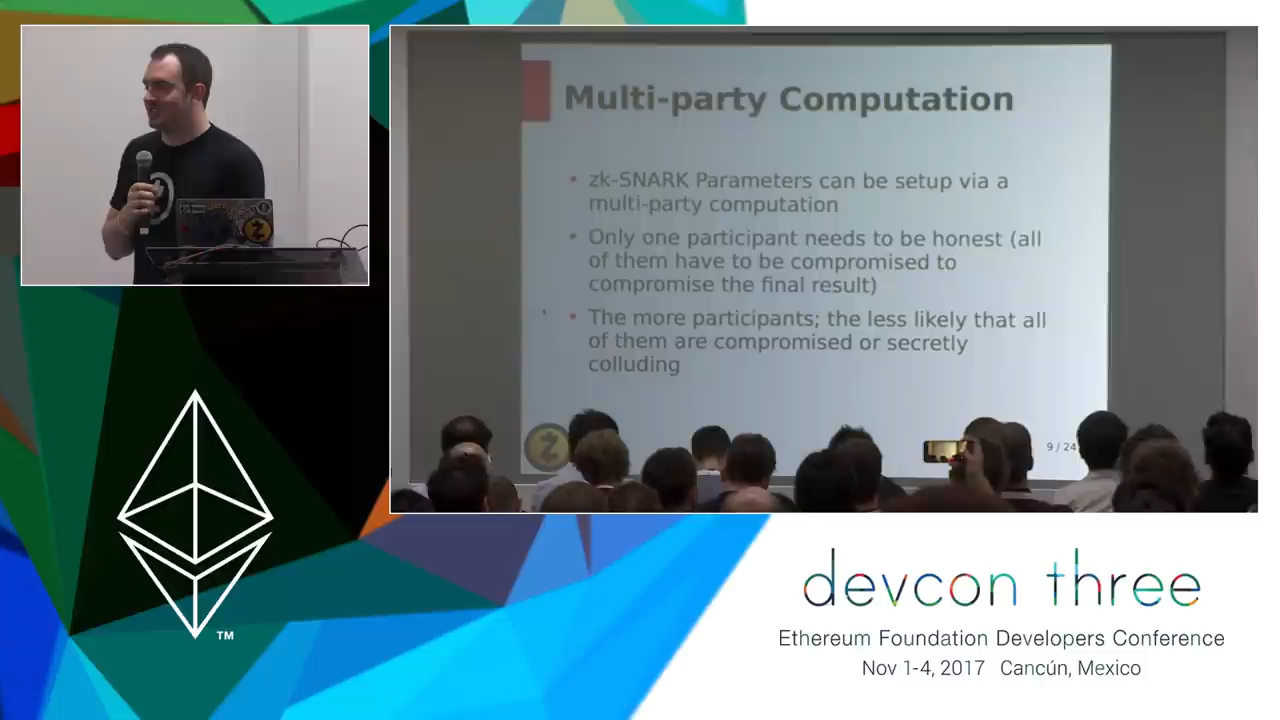 Multi-party Computation
• zk-SNARK Parameters can be setup via a
multi-party computation
• Only one participant needs to be honest (all
of them have to be compromised to
compromise the final result)
• The more participants; the less likely that all
of them are compromised or secretly
colluding
9 / 24
TM
devcon three
Ethereum Foundation Developers Conference
Nov 1-4, 2017 Cancún, Mexico